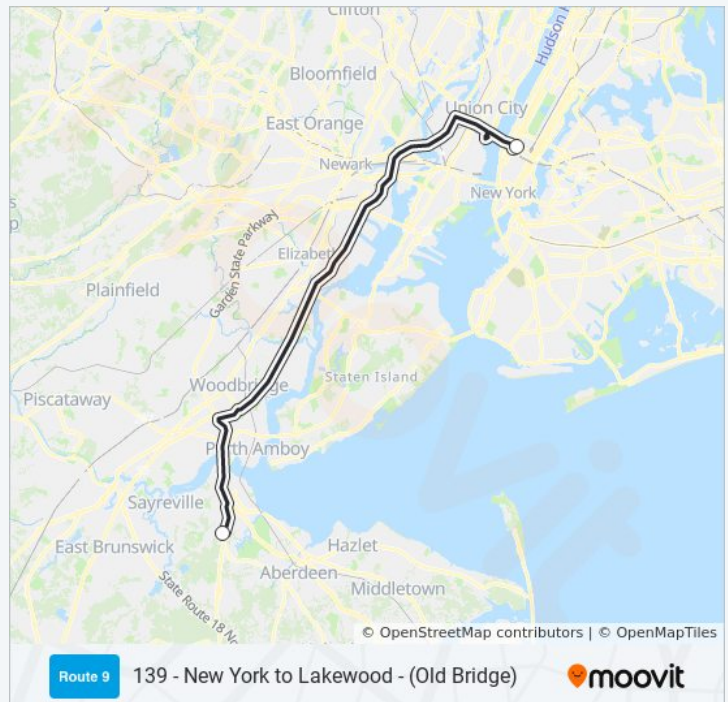 Clifton
Hudson
Bloomfield
Union City
East Orange
Newark
New York
Garden State Parkway
Elizabeth
Plainfield
Staten Island
Woodbridge
Piscataway
Perth Amboy
Sayreville
East Brunswick
Hazlet
Aberdeen
Middletown
State Route 18 No
© OpenStreetMap contributors | © OpenMapTiles
Route 9
139 - New York to Lakewood - (Old Bridge)
moovit